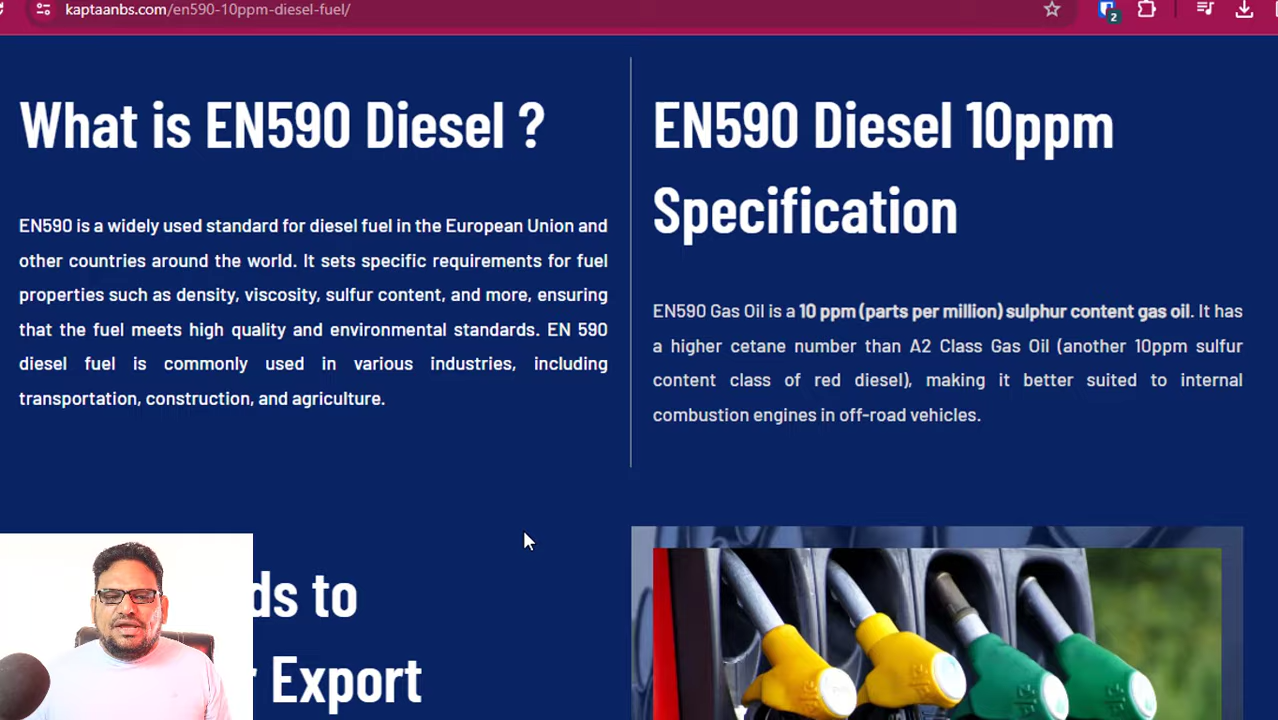 kaptaanbs.com/en590-10ppm-diesel-fuel/
2
What is EN590 Diesel ?
EN590 is a widely used standard for diesel fuel in the European Union and
other countries around the world. It sets specific requirements for fuel
properties such as density, viscosity, sulfur content, and more, ensuring
that the fuel meets high quality and environmental standards. EN 590
diesel fuel is commonly used in various industries, including
transportation, construction, and agriculture.
EN590 Diesel 10ppm
Specification
EN590 Gas Oil is a 10 ppm (parts per million) sulphur content gas oil. It has
a higher cetane number than A2 Class Gas Oil (another 10ppm sulfur
content class of red diesel), making it better suited to internal
combustion engines in off-road vehicles.
ds to
r Export